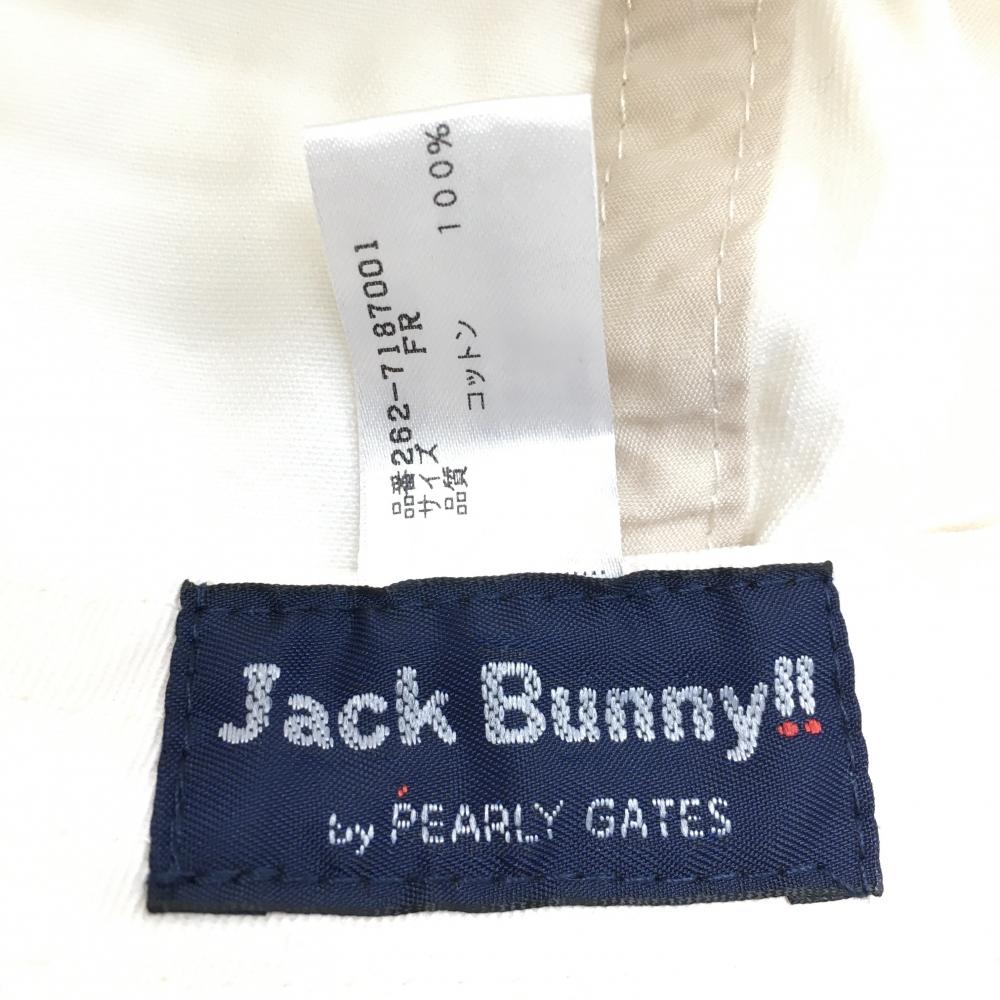 品番262-7187001
サイズ FR
品質 コットン 100%
Jack Bunny!!
by PEARLY GATES